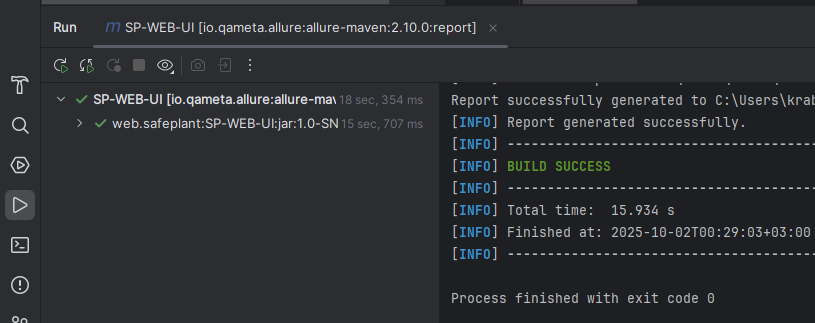 Run
m SP-WEB-UI [io.qameta.allure:allure-maven:2.10.0:report] ×
SP-WEB-UI [io.qameta.allure:allure-ma 18 sec, 354 ms
web.safeplant:SP-WEB-UI:jar:1.0-SN 15 sec, 707 ms
Report successfully generated to C:\Users\krab
[INFO] Report generated successfully.
[INFO] ----------------------------------------
[INFO] BUILD SUCCESS
[INFO] ----------------------------------------
[INFO] Total time:  15.934 s
[INFO] Finished at: 2025-10-02T00:29:03+03:00
[INFO] ----------------------------------------
Process finished with exit code 0